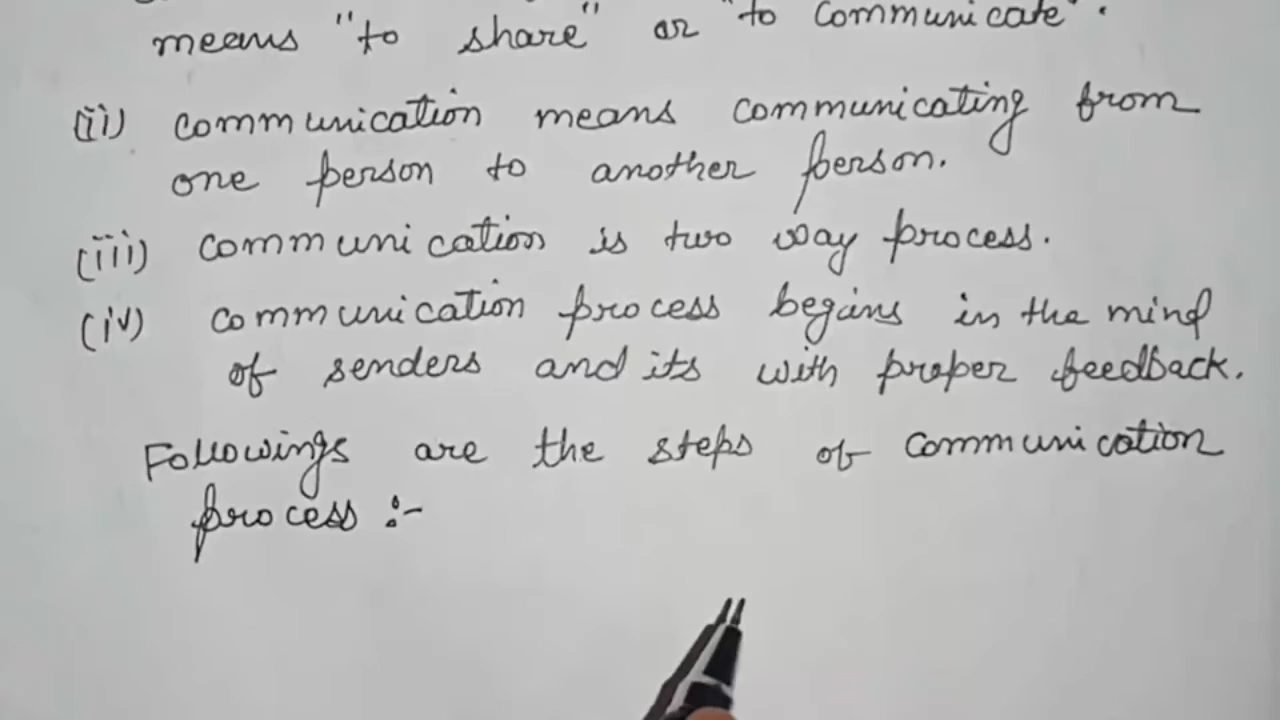 means "to share" or "to communicate".
(ii) communication means communicating from
one person to another person.
(iii) communication is two way process.
(iv) communication process begins in the mind
of senders and its with proper feedback.
Followings are the steps of communication
process :-